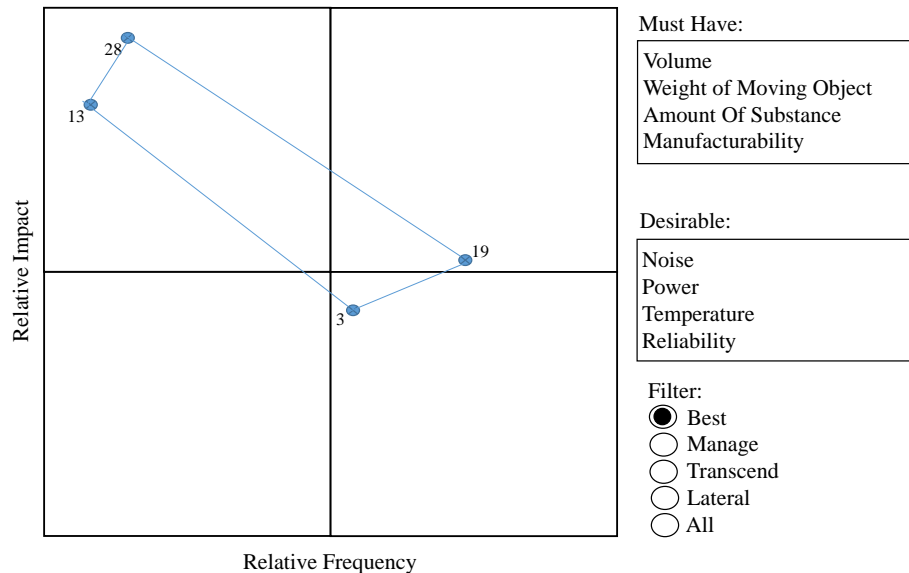 Must Have:
Volume
Weight of Moving Object
Amount Of Substance
Manufacturability
28
13
19
3
Relative Impact
Relative Frequency
Desirable:
Noise
Power
Temperature
Reliability
Filter:
Best
Manage
Transcend
Lateral
All